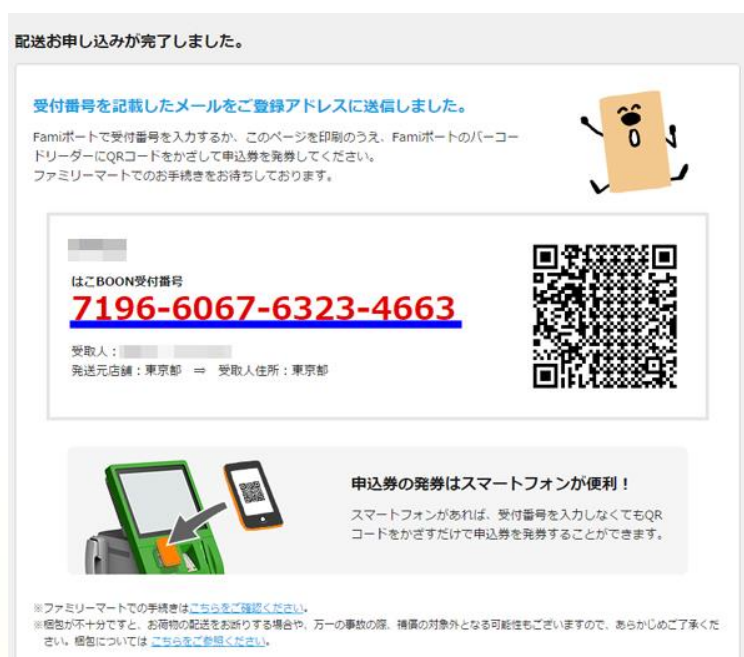 配送お申し込みが完了しました。
受付番号を記載したメールをご登録アドレスに送信しました。
Famiポートで受付番号を入力するか、このページを印刷のうえ、Famiポートのバーコー
ドリーダーにQRコードをかざして申込券を発券してください。
ファミリーマートでのお手続きをお待ちしております。
はこBOON受付番号
7196-6067-6323-4663
受取人：
発送元店舗：東京都 ⇒ 受取人住所：東京都
申込券の発券はスマートフォンが便利！
スマートフォンがあれば、受付番号を入力しなくてもQR
コードをかざすだけで申込券を発券することができます。
※ファミリーマートでの手続きはこちらをご確認ください。
※梱包が不十分ですと、お荷物の配送をお断りする場合や、万一の事故の際、補償の対象外となる可能性もございますので、あらかじめご了承くだ
さい。梱包については こちらをご参照ください。